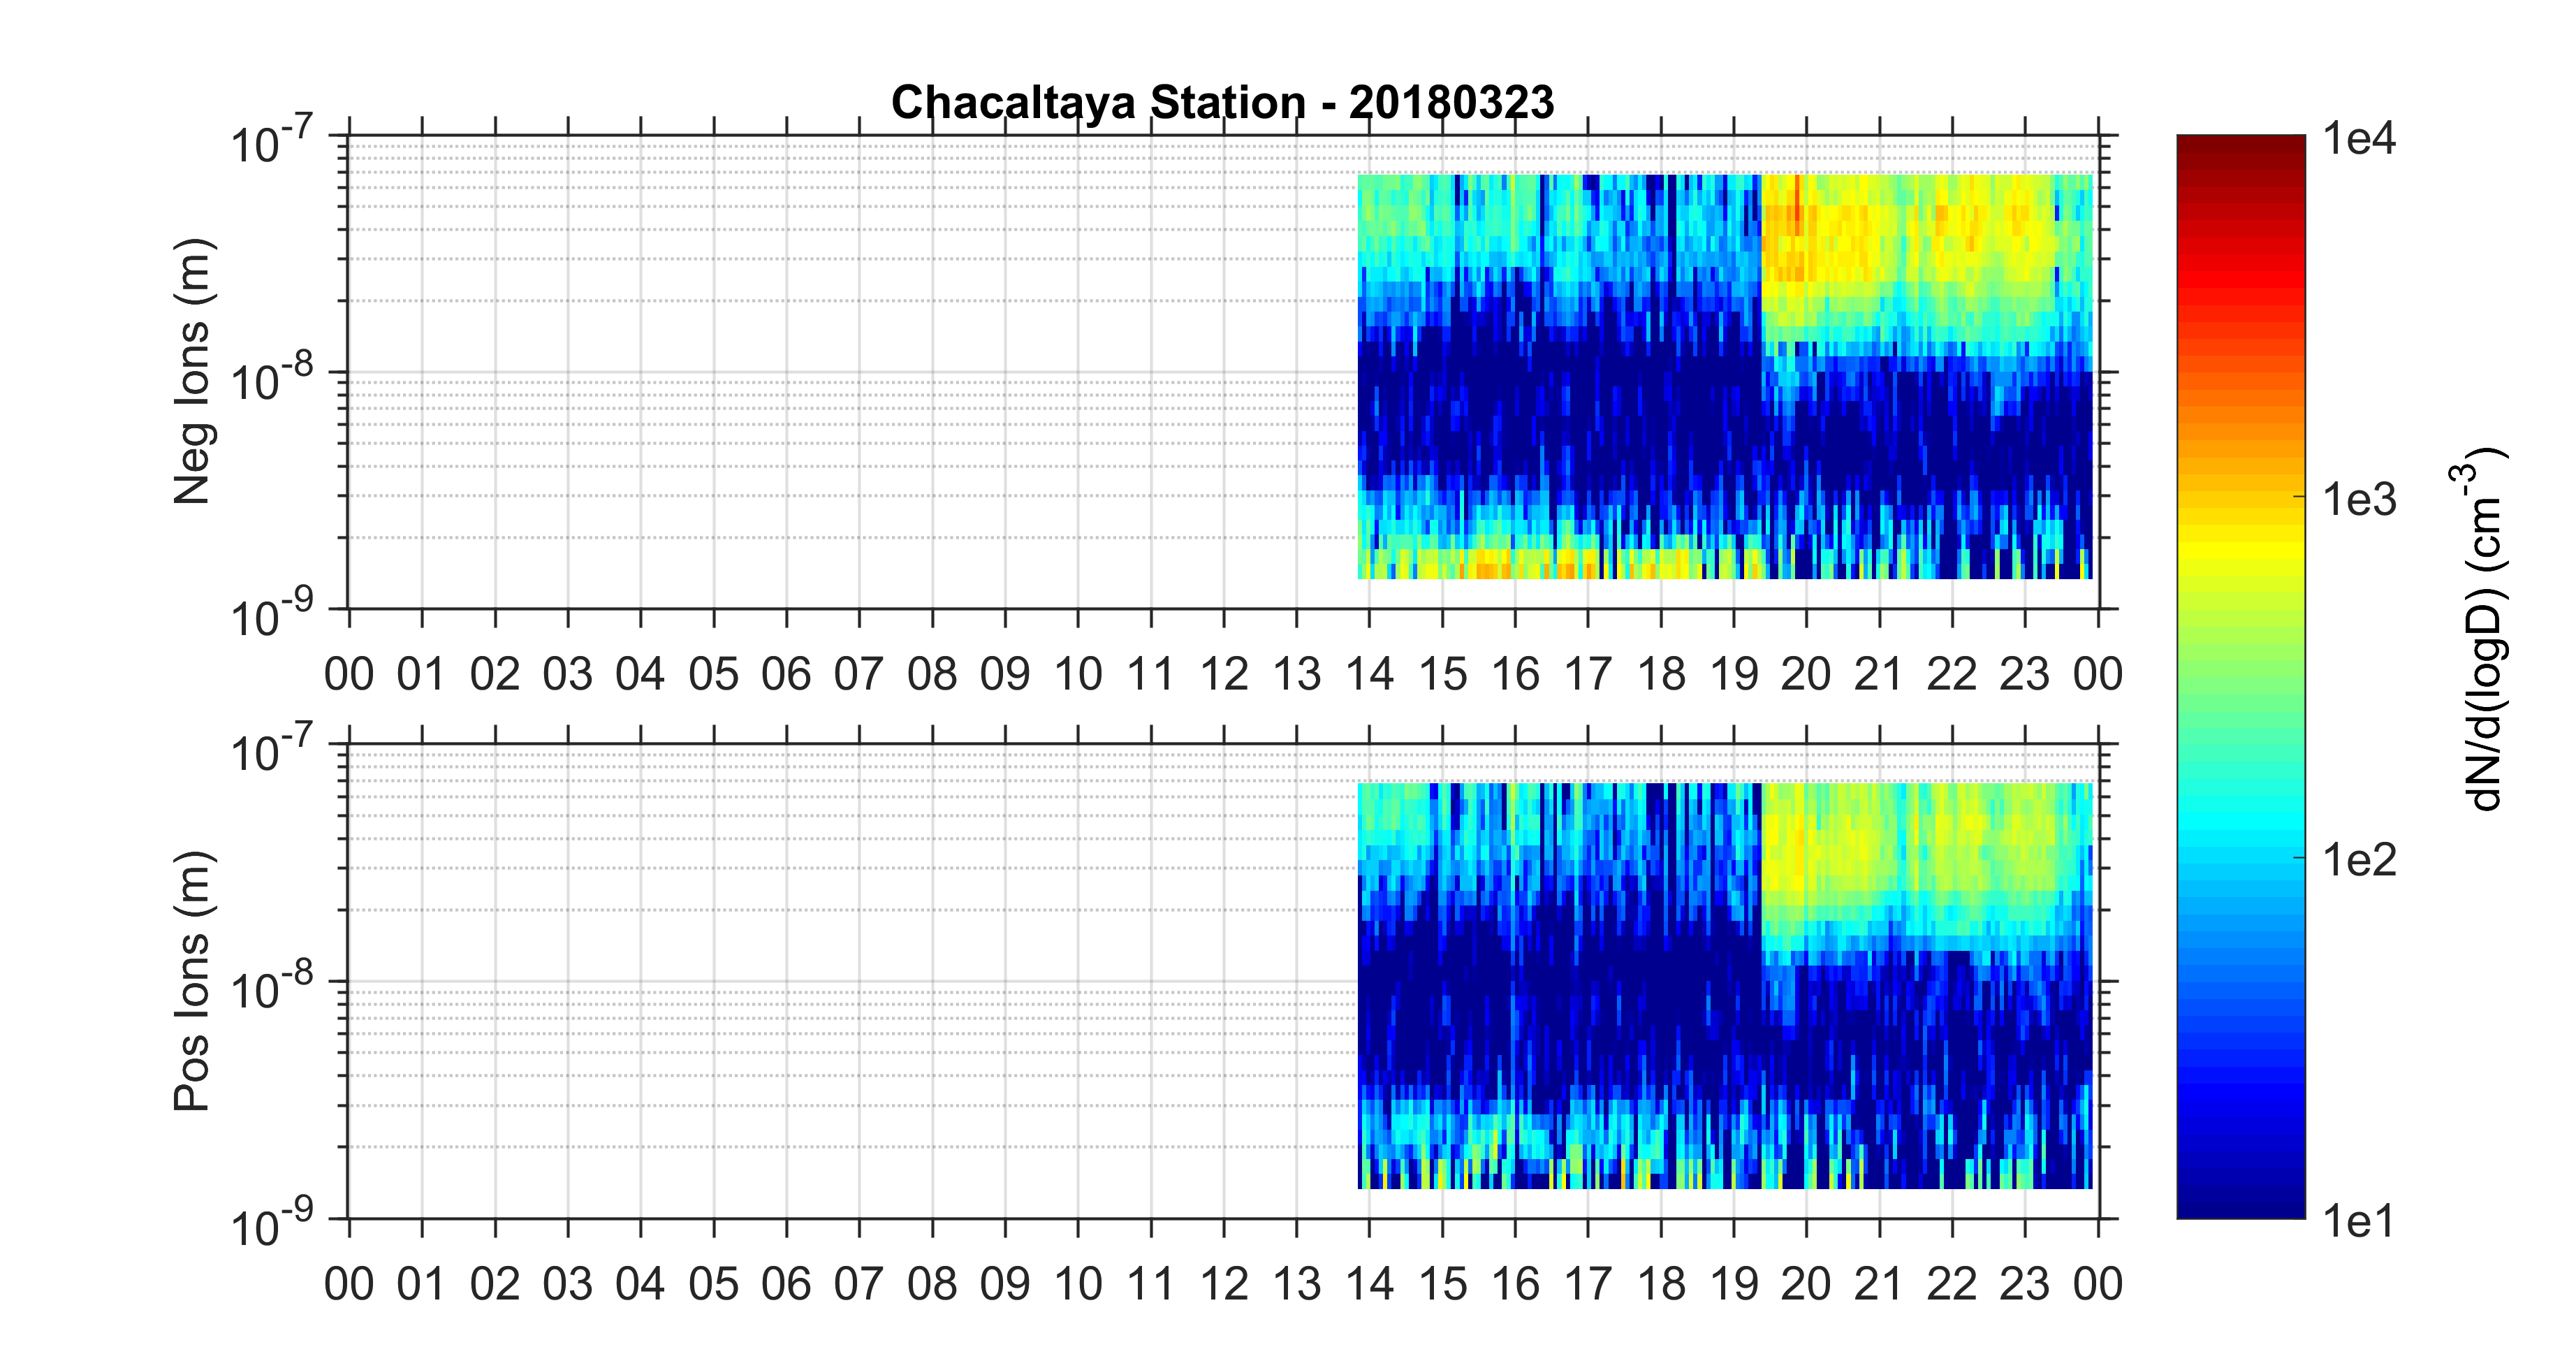 Chacaltaya Station - 20180323
10-7
10-8
10-9
Neg Ions (m)
00 01 02 03 04 05 06 07 08 09 10 11 12 13 14 15 16 17 18 19 20 21 22 23 00
10-7
10-8
10-9
Pos Ions (m)
00 01 02 03 04 05 06 07 08 09 10 11 12 13 14 15 16 17 18 19 20 21 22 23 00
1e4
1e3
1e2
1e1
dN/d(logD) (cm-3)